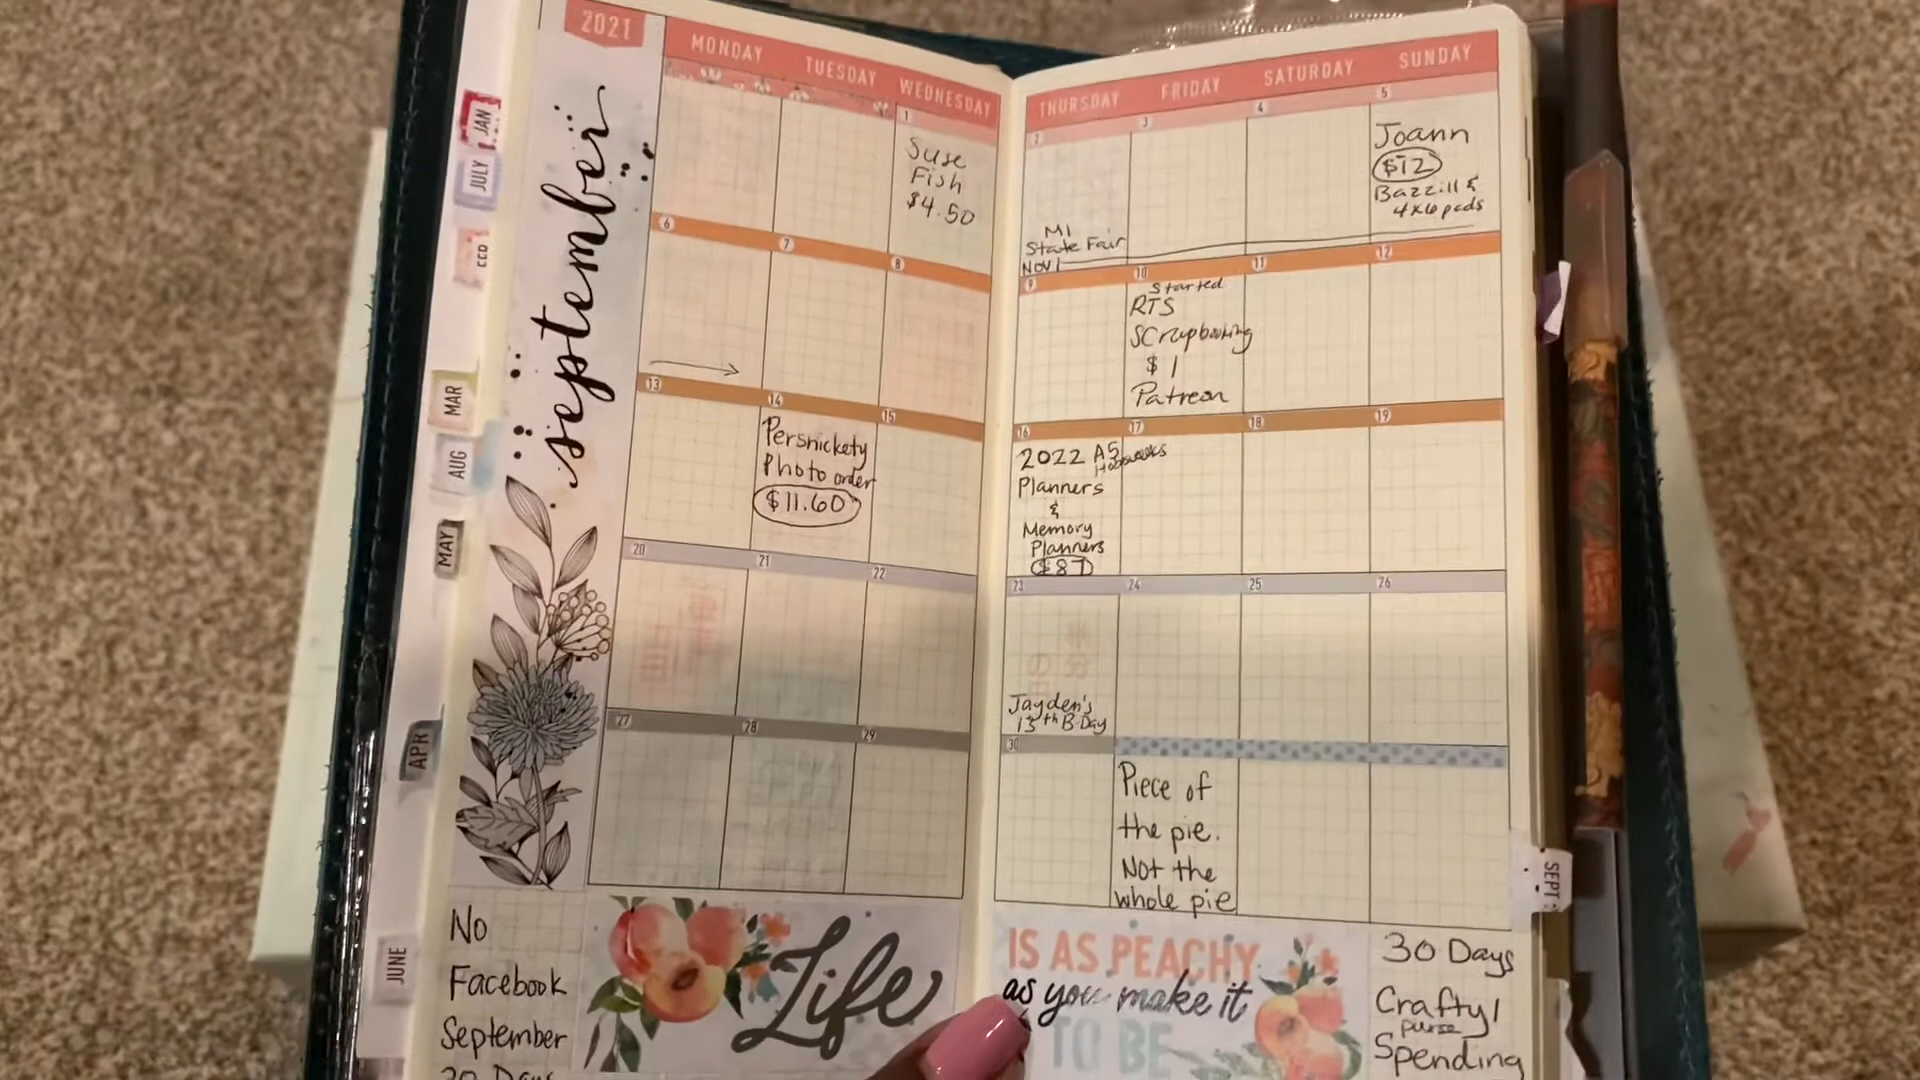 2021
MONDAY TUESDAY WEDNESDAY THURSDAY FRIDAY SATURDAY SUNDAY
september
JAN
JULY
FEB
MAR
AUG
MAY
APR
JUNE
SEPT
1
Suse
Fish
$4.50
2
MI
State Fair
NOV1
3
4
5
Joann
$12
Bazzill &
4x6 pads
6
7
8
9
10
Started
RTS
SCrapbooking
$1
Patreon
11
12
13
14
Persnickety
Photo order
$11.60
15
16
2022 A5
Planners
&
Memory
Planners
$87
17
18
19
20
21
22
23
Jayden's
13th B-Day
24
25
26
27
28
29
30
Piece of
the pie.
Not the
whole pie
No
Facebook
September
30 Days
Life
IS AS PEACHY
as you make it
TO BE
30 Days
Crafty/
purse
Spending